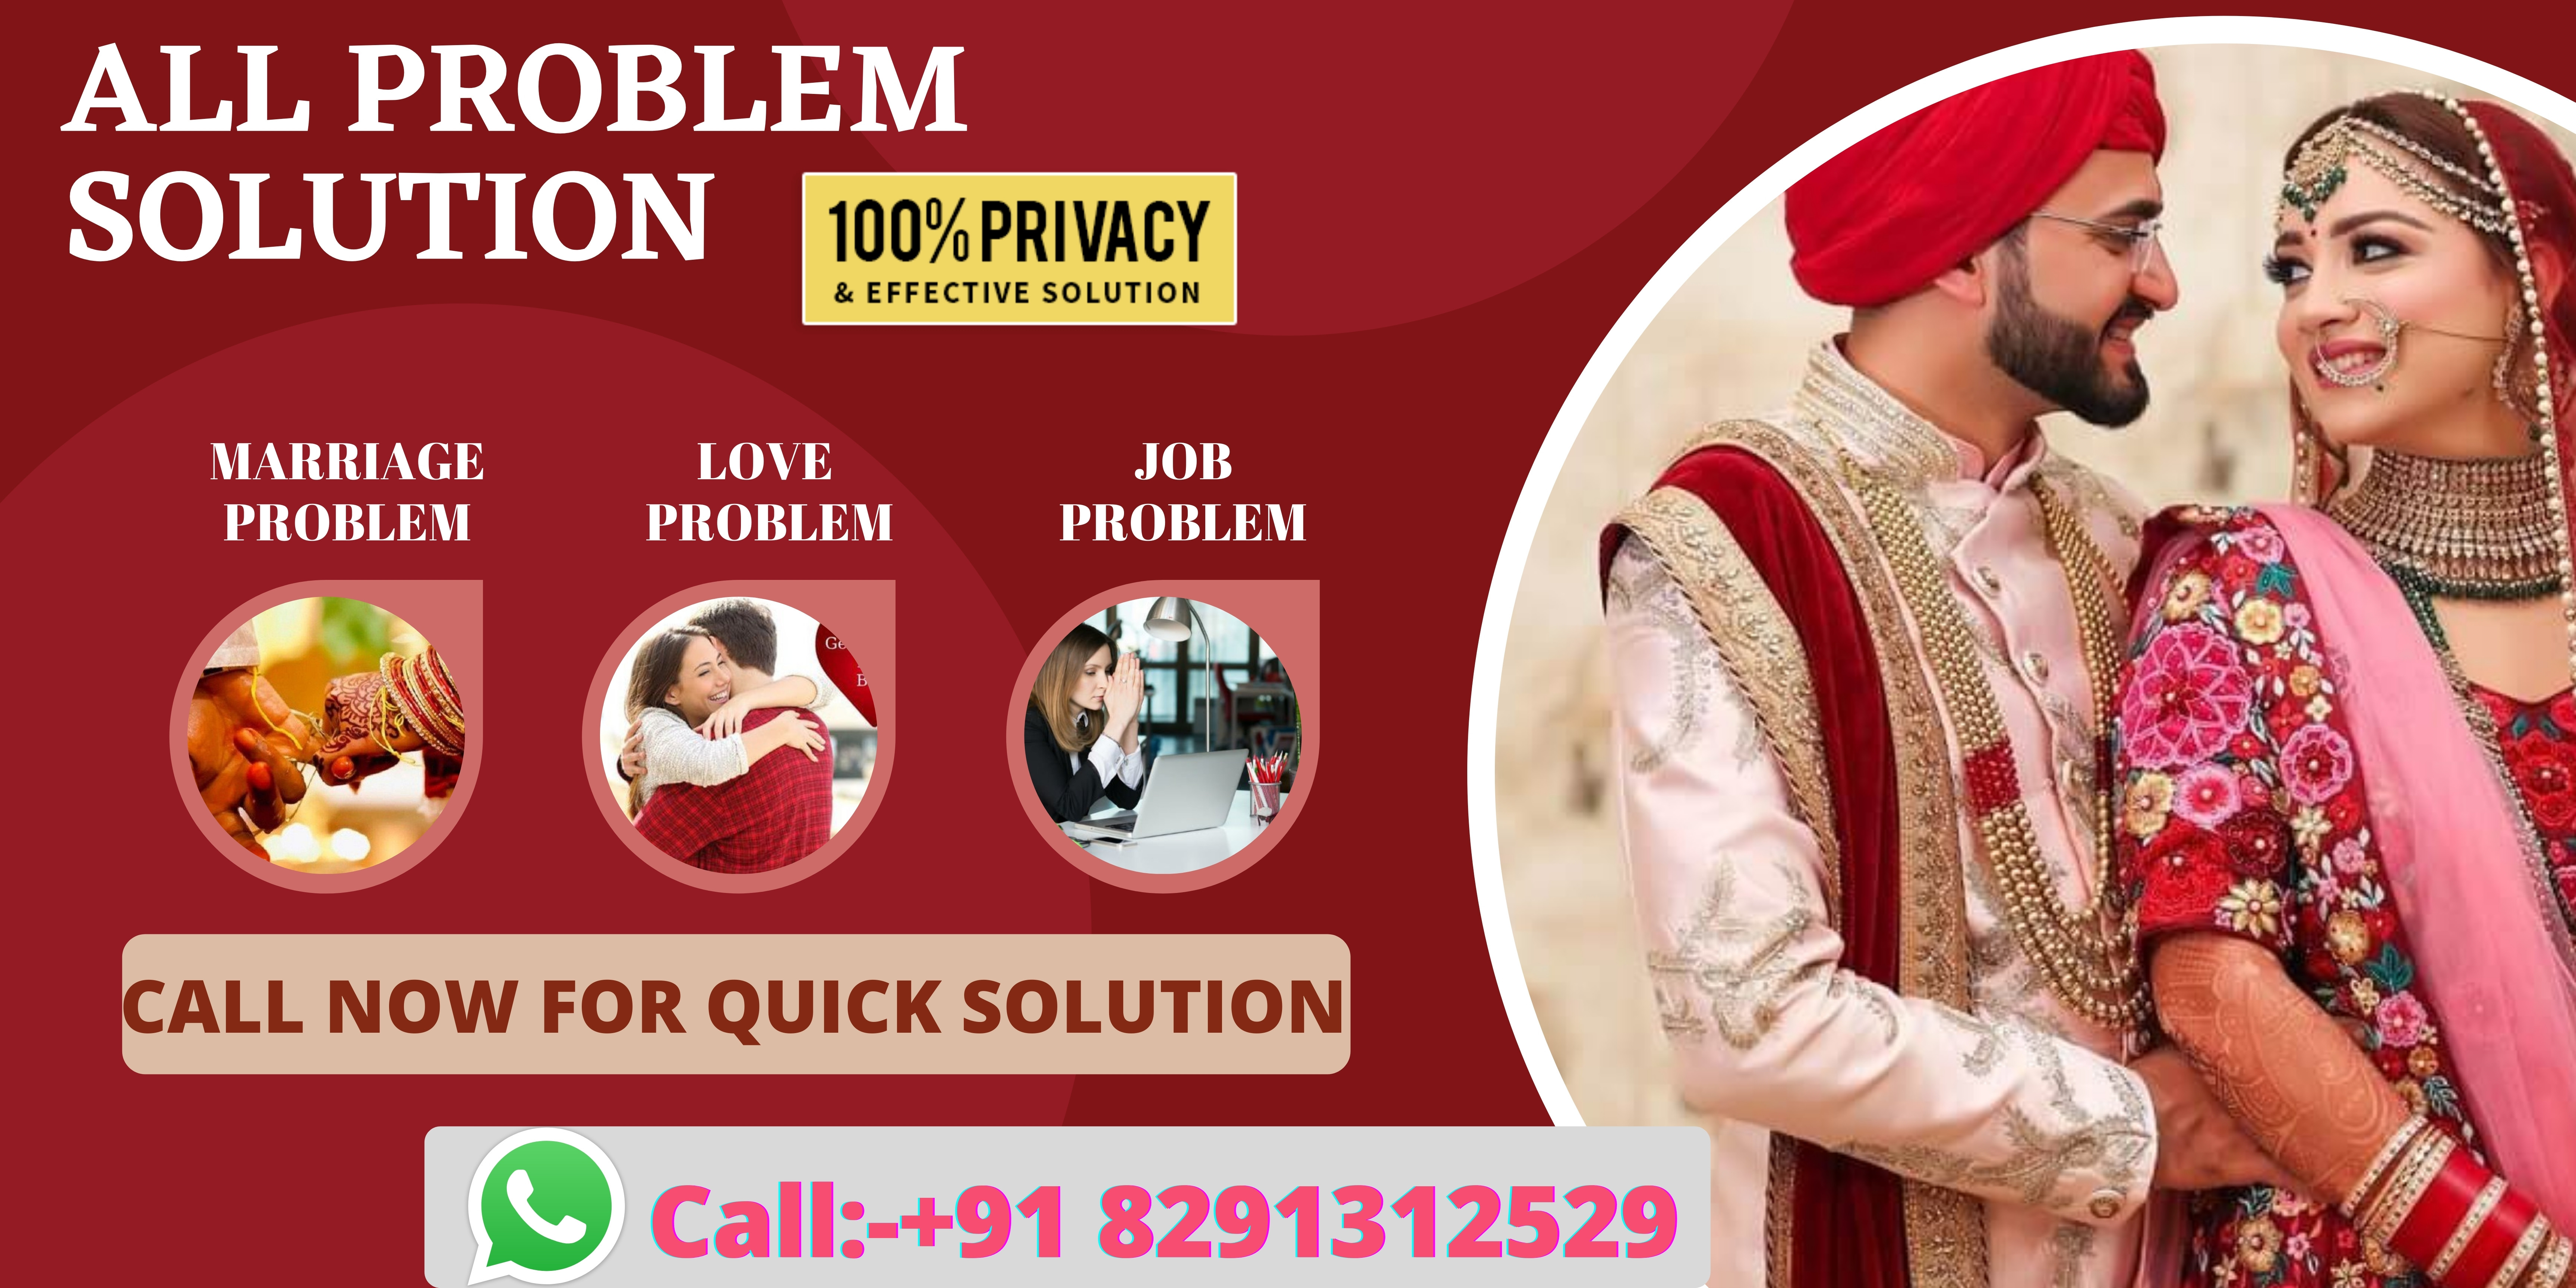 ALL PROBLEM
SOLUTION
100% PRIVACY
& EFFECTIVE SOLUTION
MARRIAGE
PROBLEM
LOVE
PROBLEM
JOB
PROBLEM
CALL NOW FOR QUICK SOLUTION
Call:-+91 8291312529